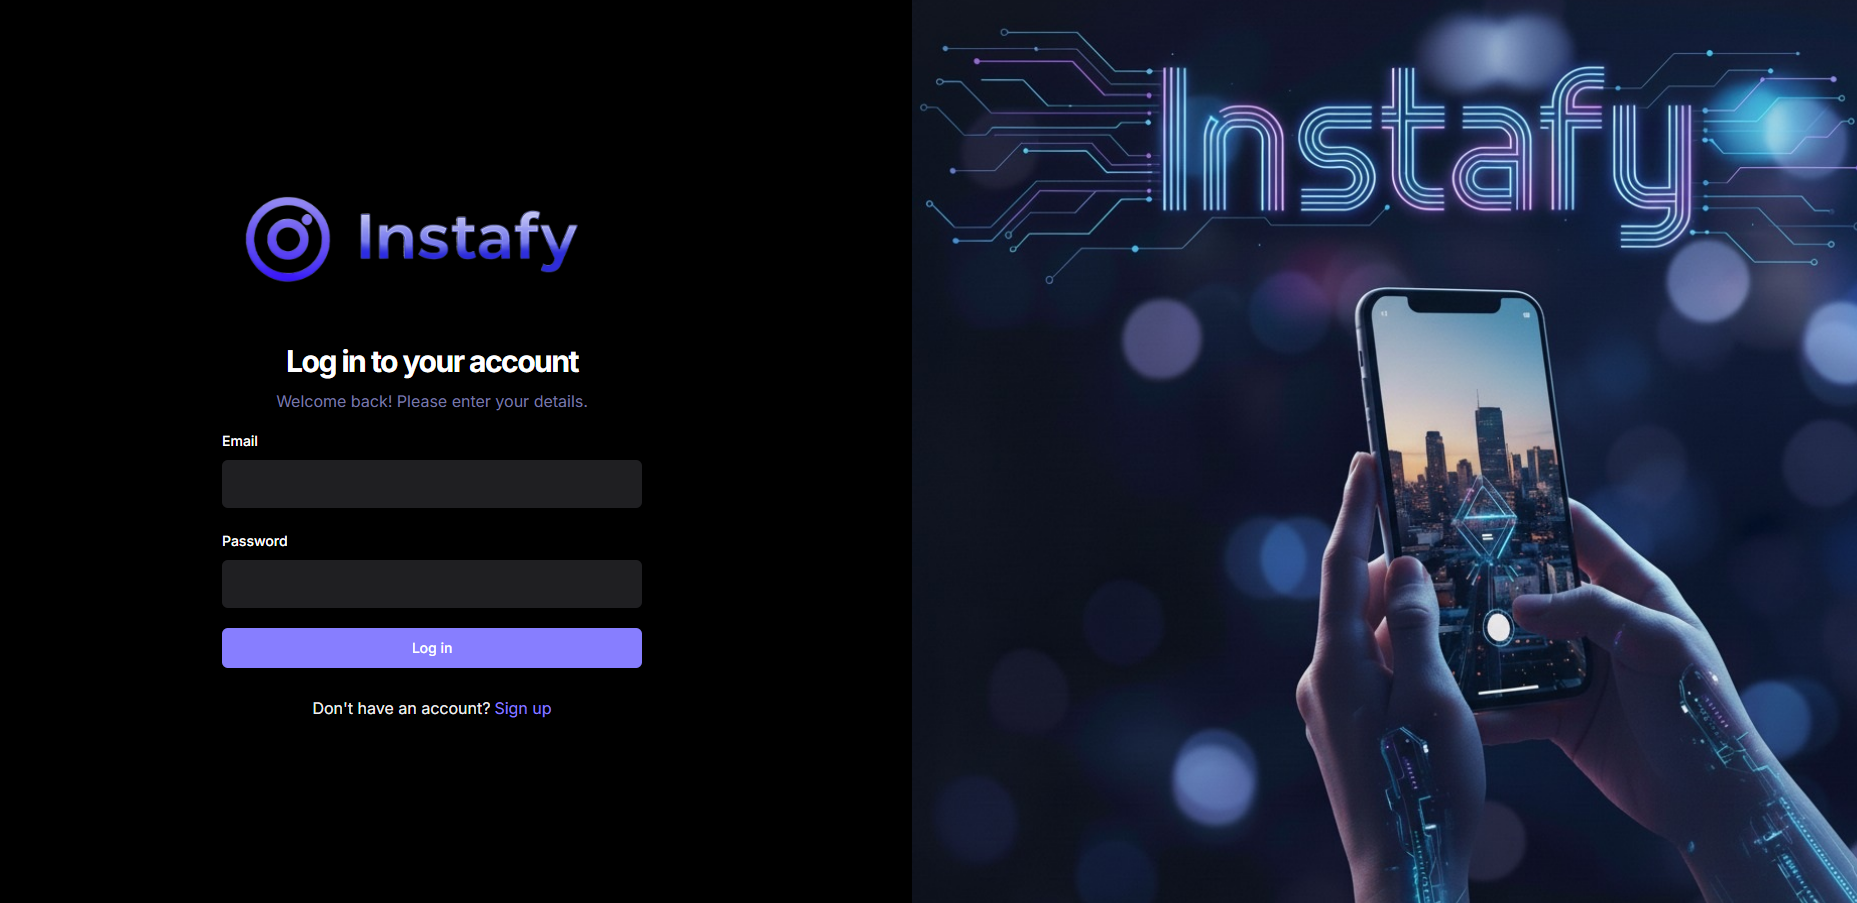 Instafy
Log in to your account
Welcome back! Please enter your details.
Email
Password
Log in
Don't have an account? Sign up
Instafy